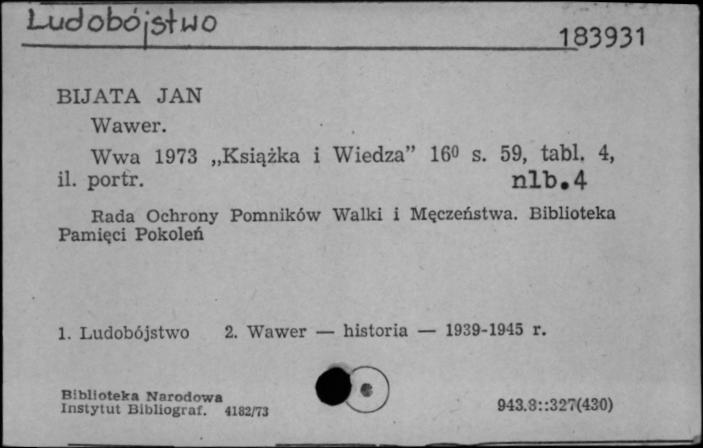 Ludobójstwo
183931
BIJATA JAN
Wawer.
Wwa 1973 „Książka i Wiedza” 16⁰ s. 59, tabl. 4,
il. portr. nlb.4
Rada Ochrony Pomników Walki i Męczeństwa. Biblioteka
Pamięci Pokoleń
1. Ludobójstwo 2. Wawer — historia — 1939-1945 r.
Biblioteka Narodowa
Instytut Bibliograf. 4182/73
943.8::327(430)